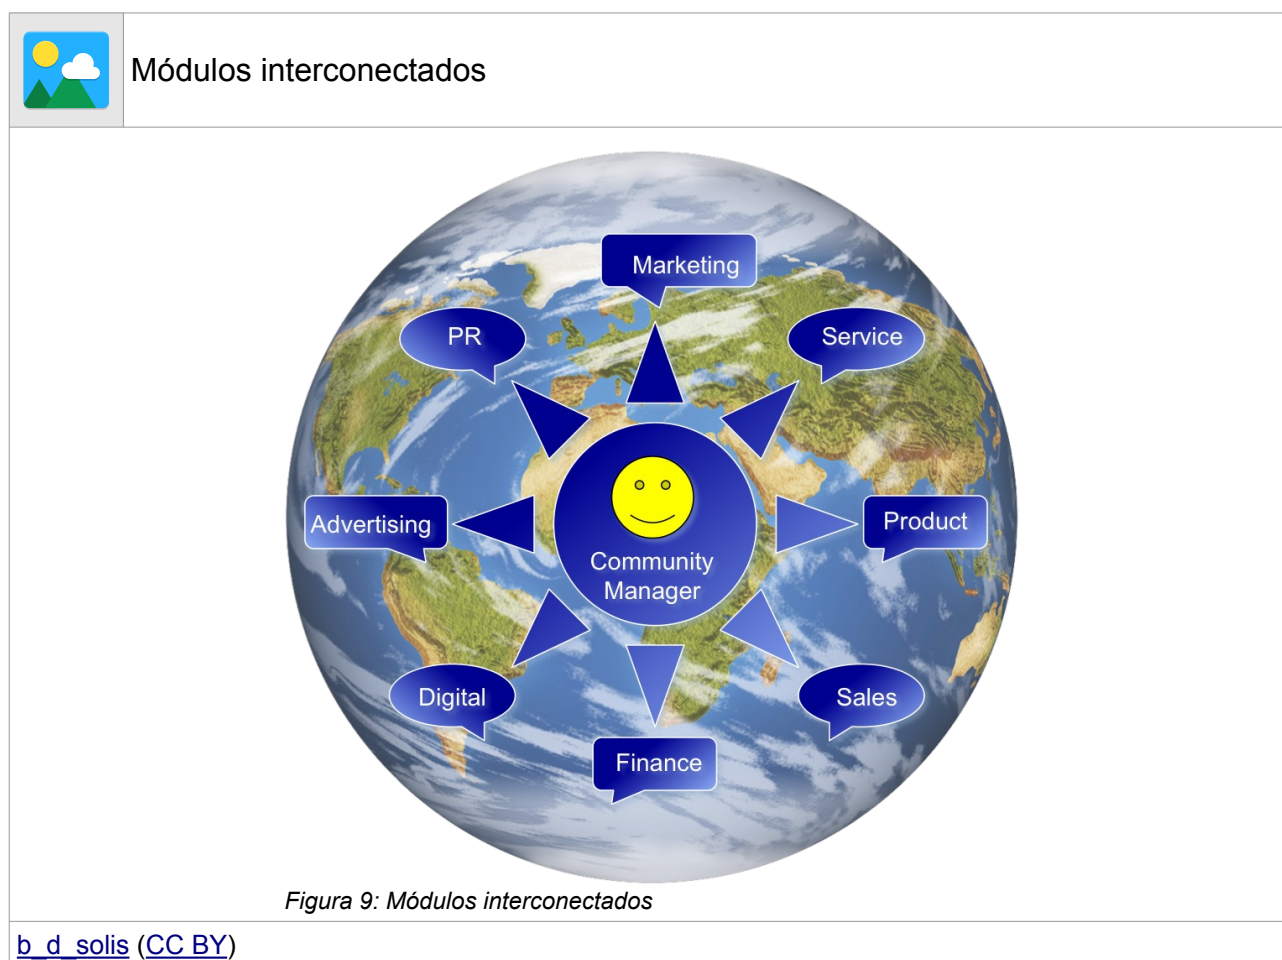 Módulos interconectados
Marketing
PR
Service
Advertising
Product
Community
Manager
Digital
Sales
Finance
Figura 9: Módulos interconectados
b_d_solis (CC BY)